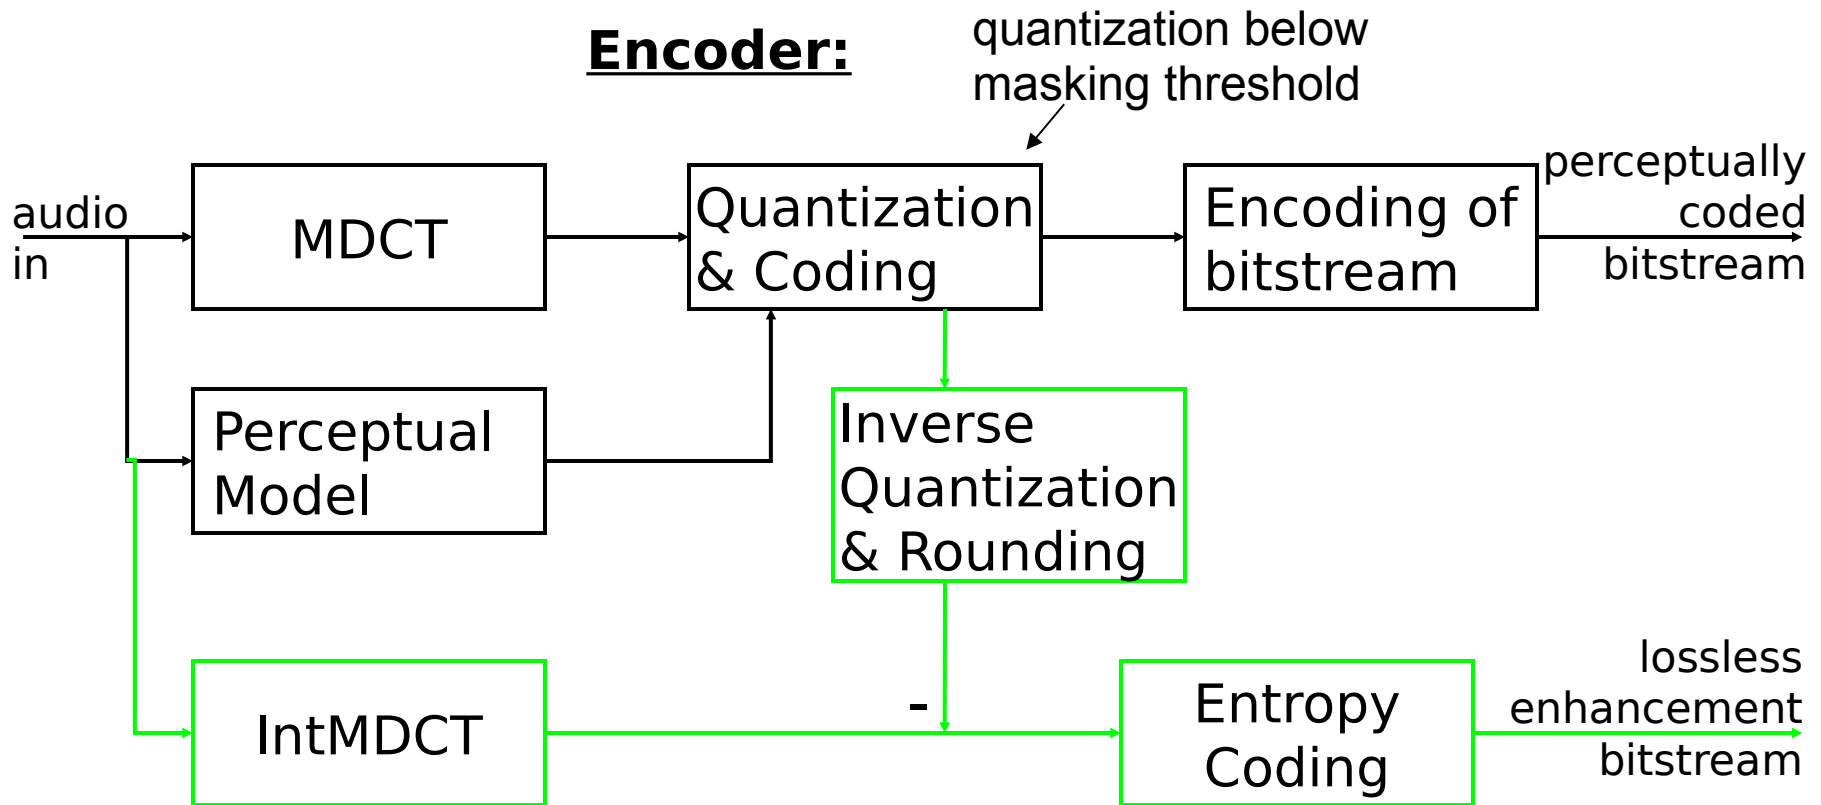 Encoder:
quantization below
masking threshold
audio
in
MDCT
Quantization
& Coding
Encoding of
bitstream
perceptually
coded
bitstream
Perceptual
Model
Inverse
Quantization
& Rounding
IntMDCT
-
Entropy
Coding
lossless
enhancement
bitstream